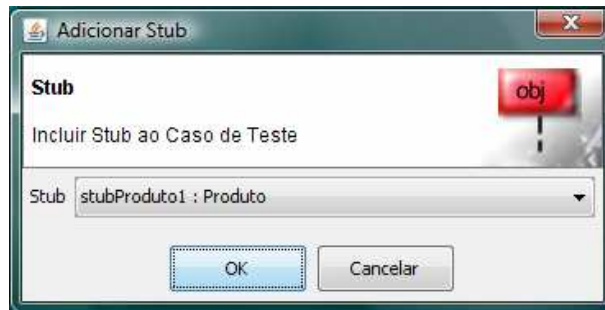 Adicionar Stub
Stub
obj
Incluir Stub ao Caso de Teste
Stub stubProduto1 : Produto
OK Cancelar